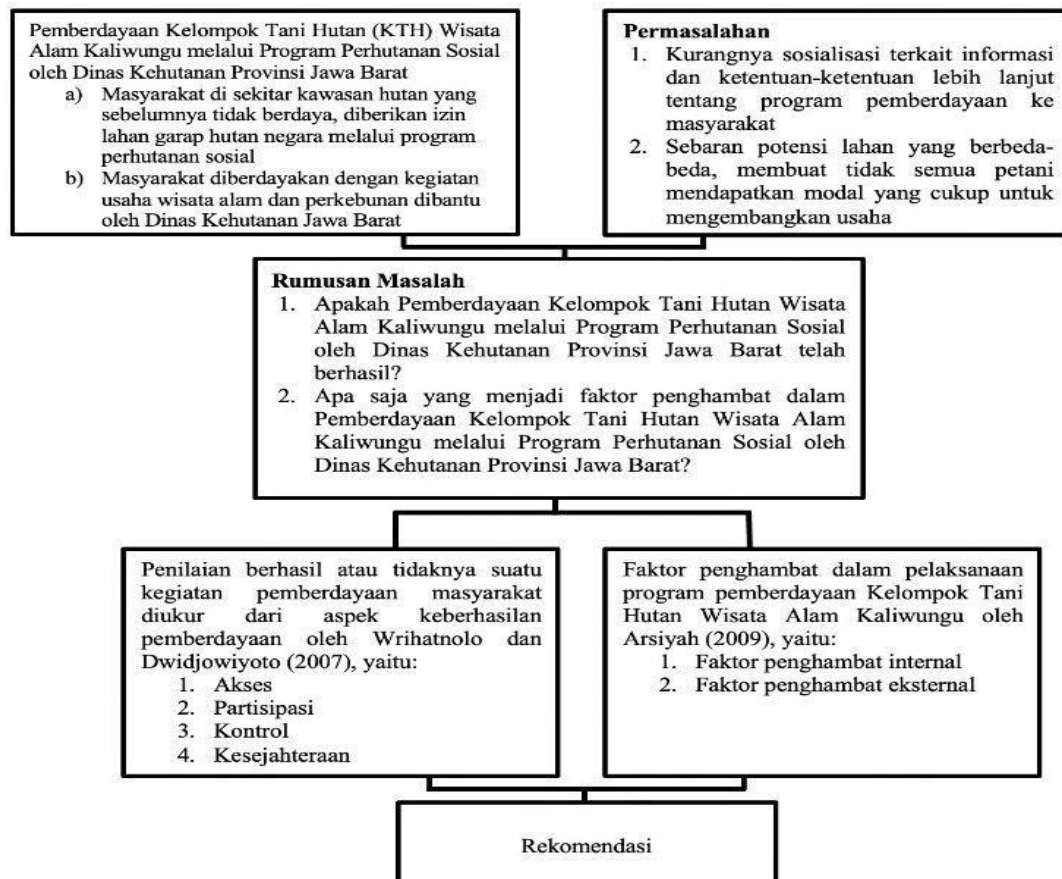 Pemberdayaan Kelompok Tani Hutan (KTH) Wisata
Alam Kaliwungu melalui Program Perhutanan Sosial
oleh Dinas Kehutanan Provinsi Jawa Barat
a) Masyarakat di sekitar kawasan hutan yang
sebelumnya tidak berdaya, diberikan izin
lahan garap hutan negara melalui program
perhutanan sosial
b) Masyarakat diberdayakan dengan kegiatan
usaha wisata alam dan perkebunan dibantu
oleh Dinas Kehutanan Jawa Barat
Permasalahan
1. Kurangnya sosialisasi terkait informasi
dan ketentuan-ketentuan lebih lanjut
tentang program pemberdayaan ke
masyarakat
2. Sebaran potensi lahan yang berbeda-
beda, membuat tidak semua petani
mendapatkan modal yang cukup untuk
mengembangkan usaha
Rumusan Masalah
1. Apakah Pemberdayaan Kelompok Tani Hutan Wisata
Alam Kaliwungu melalui Program Perhutanan Sosial
oleh Dinas Kehutanan Provinsi Jawa Barat telah
berhasil?
2. Apa saja yang menjadi faktor penghambat dalam
Pemberdayaan Kelompok Tani Hutan Wisata Alam
Kaliwungu melalui Program Perhutanan Sosial oleh
Dinas Kehutanan Provinsi Jawa Barat?
Penilaian berhasil atau tidaknya suatu
kegiatan pemberdayaan masyarakat
diukur dari aspek keberhasilan
pemberdayaan oleh Wrihatnolo dan
Dwidjowiyoto (2007), yaitu:
1. Akses
2. Partisipasi
3. Kontrol
4. Kesejahteraan
Faktor penghambat dalam pelaksanaan
program pemberdayaan Kelompok Tani
Hutan Wisata Alam Kaliwungu oleh
Arsiyah (2009), yaitu:
1. Faktor penghambat internal
2. Faktor penghambat eksternal
Rekomendasi